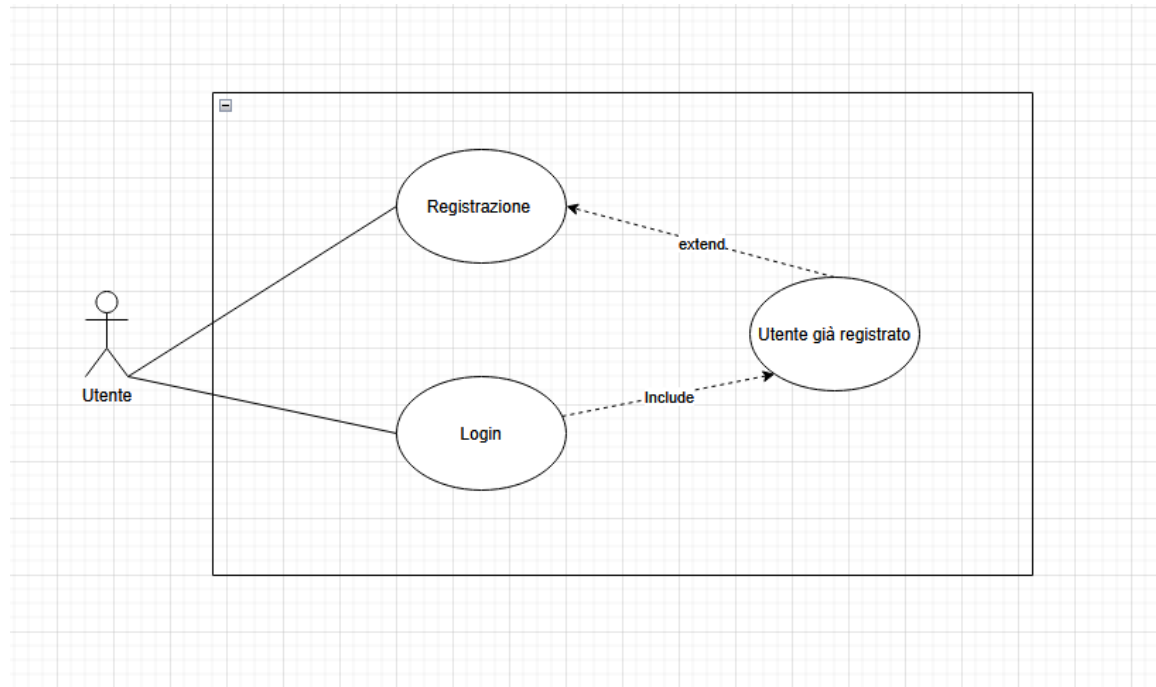 Registrazione
extend.
Utente già registrato
Utente
Include
Login